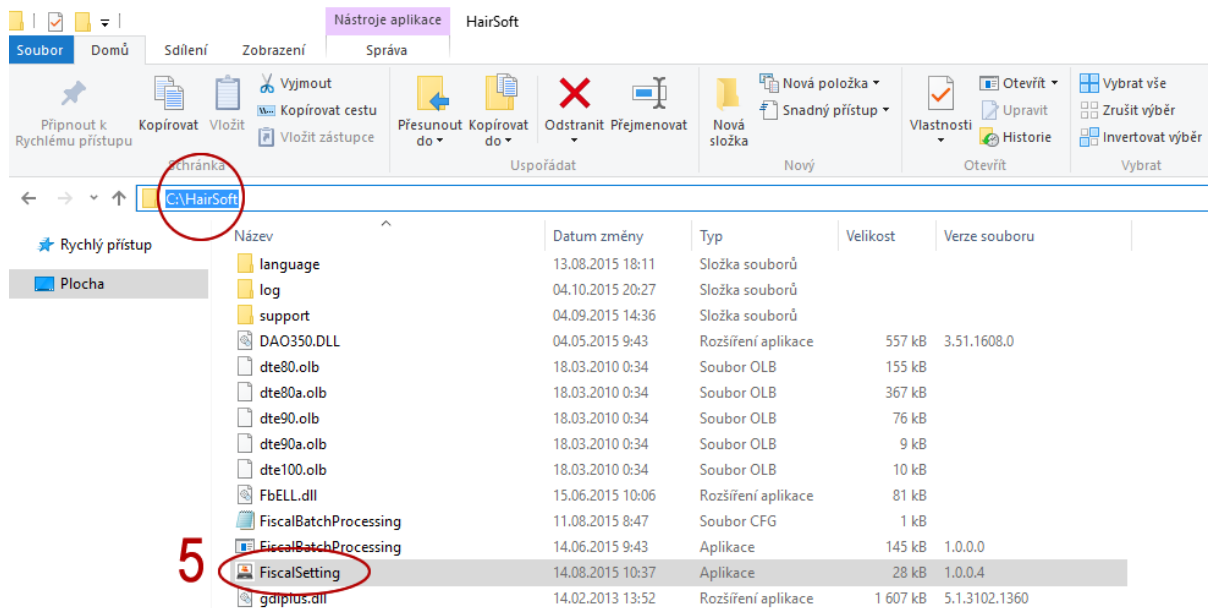 Nástroje aplikace HairSoft
Soubor Domů Sdílení Zobrazení Správa
Připnout k Rychlému přístupu
Kopírovat
Vložit
Vyjmout
Kopírovat cestu
Vložit zástupce
Schránka
Přesunout do
Kopírovat do
Odstranit
Přejmenovat
Uspořádat
Nová složka
Nová položka
Snadný přístup
Nový
Vlastnosti
Otevřít
Upravit
Historie
Otevřít
Vybrat vše
Zrušit výběr
Invertovat výběr
Vybrat
C:\HairSoft
Rychlý přístup
Plocha
Název Datum změny Typ Velikost Verze souboru
language 13.08.2015 18:11 Složka souborů
log 04.10.2015 20:27 Složka souborů
support 04.09.2015 14:36 Složka souborů
DAO350.DLL 04.05.2015 9:43 Rozšíření aplikace 557 kB 3.51.1608.0
dte80.olb 18.03.2010 0:34 Soubor OLB 155 kB
dte80a.olb 18.03.2010 0:34 Soubor OLB 367 kB
dte90.olb 18.03.2010 0:34 Soubor OLB 76 kB
dte90a.olb 18.03.2010 0:34 Soubor OLB 9 kB
dte100.olb 18.03.2010 0:34 Soubor OLB 10 kB
FbELL.dll 15.06.2015 10:06 Rozšíření aplikace 81 kB
FiscalBatchProcessing 11.08.2015 8:47 Soubor CFG 1 kB
FiscalBatchProcessing 14.06.2015 9:43 Aplikace 145 kB 1.0.0.0
5 FiscalSetting 14.08.2015 10:37 Aplikace 28 kB 1.0.0.4
gdiplus.dll 14.02.2013 13:52 Rozšíření aplikace 1 607 kB 5.1.3102.1360